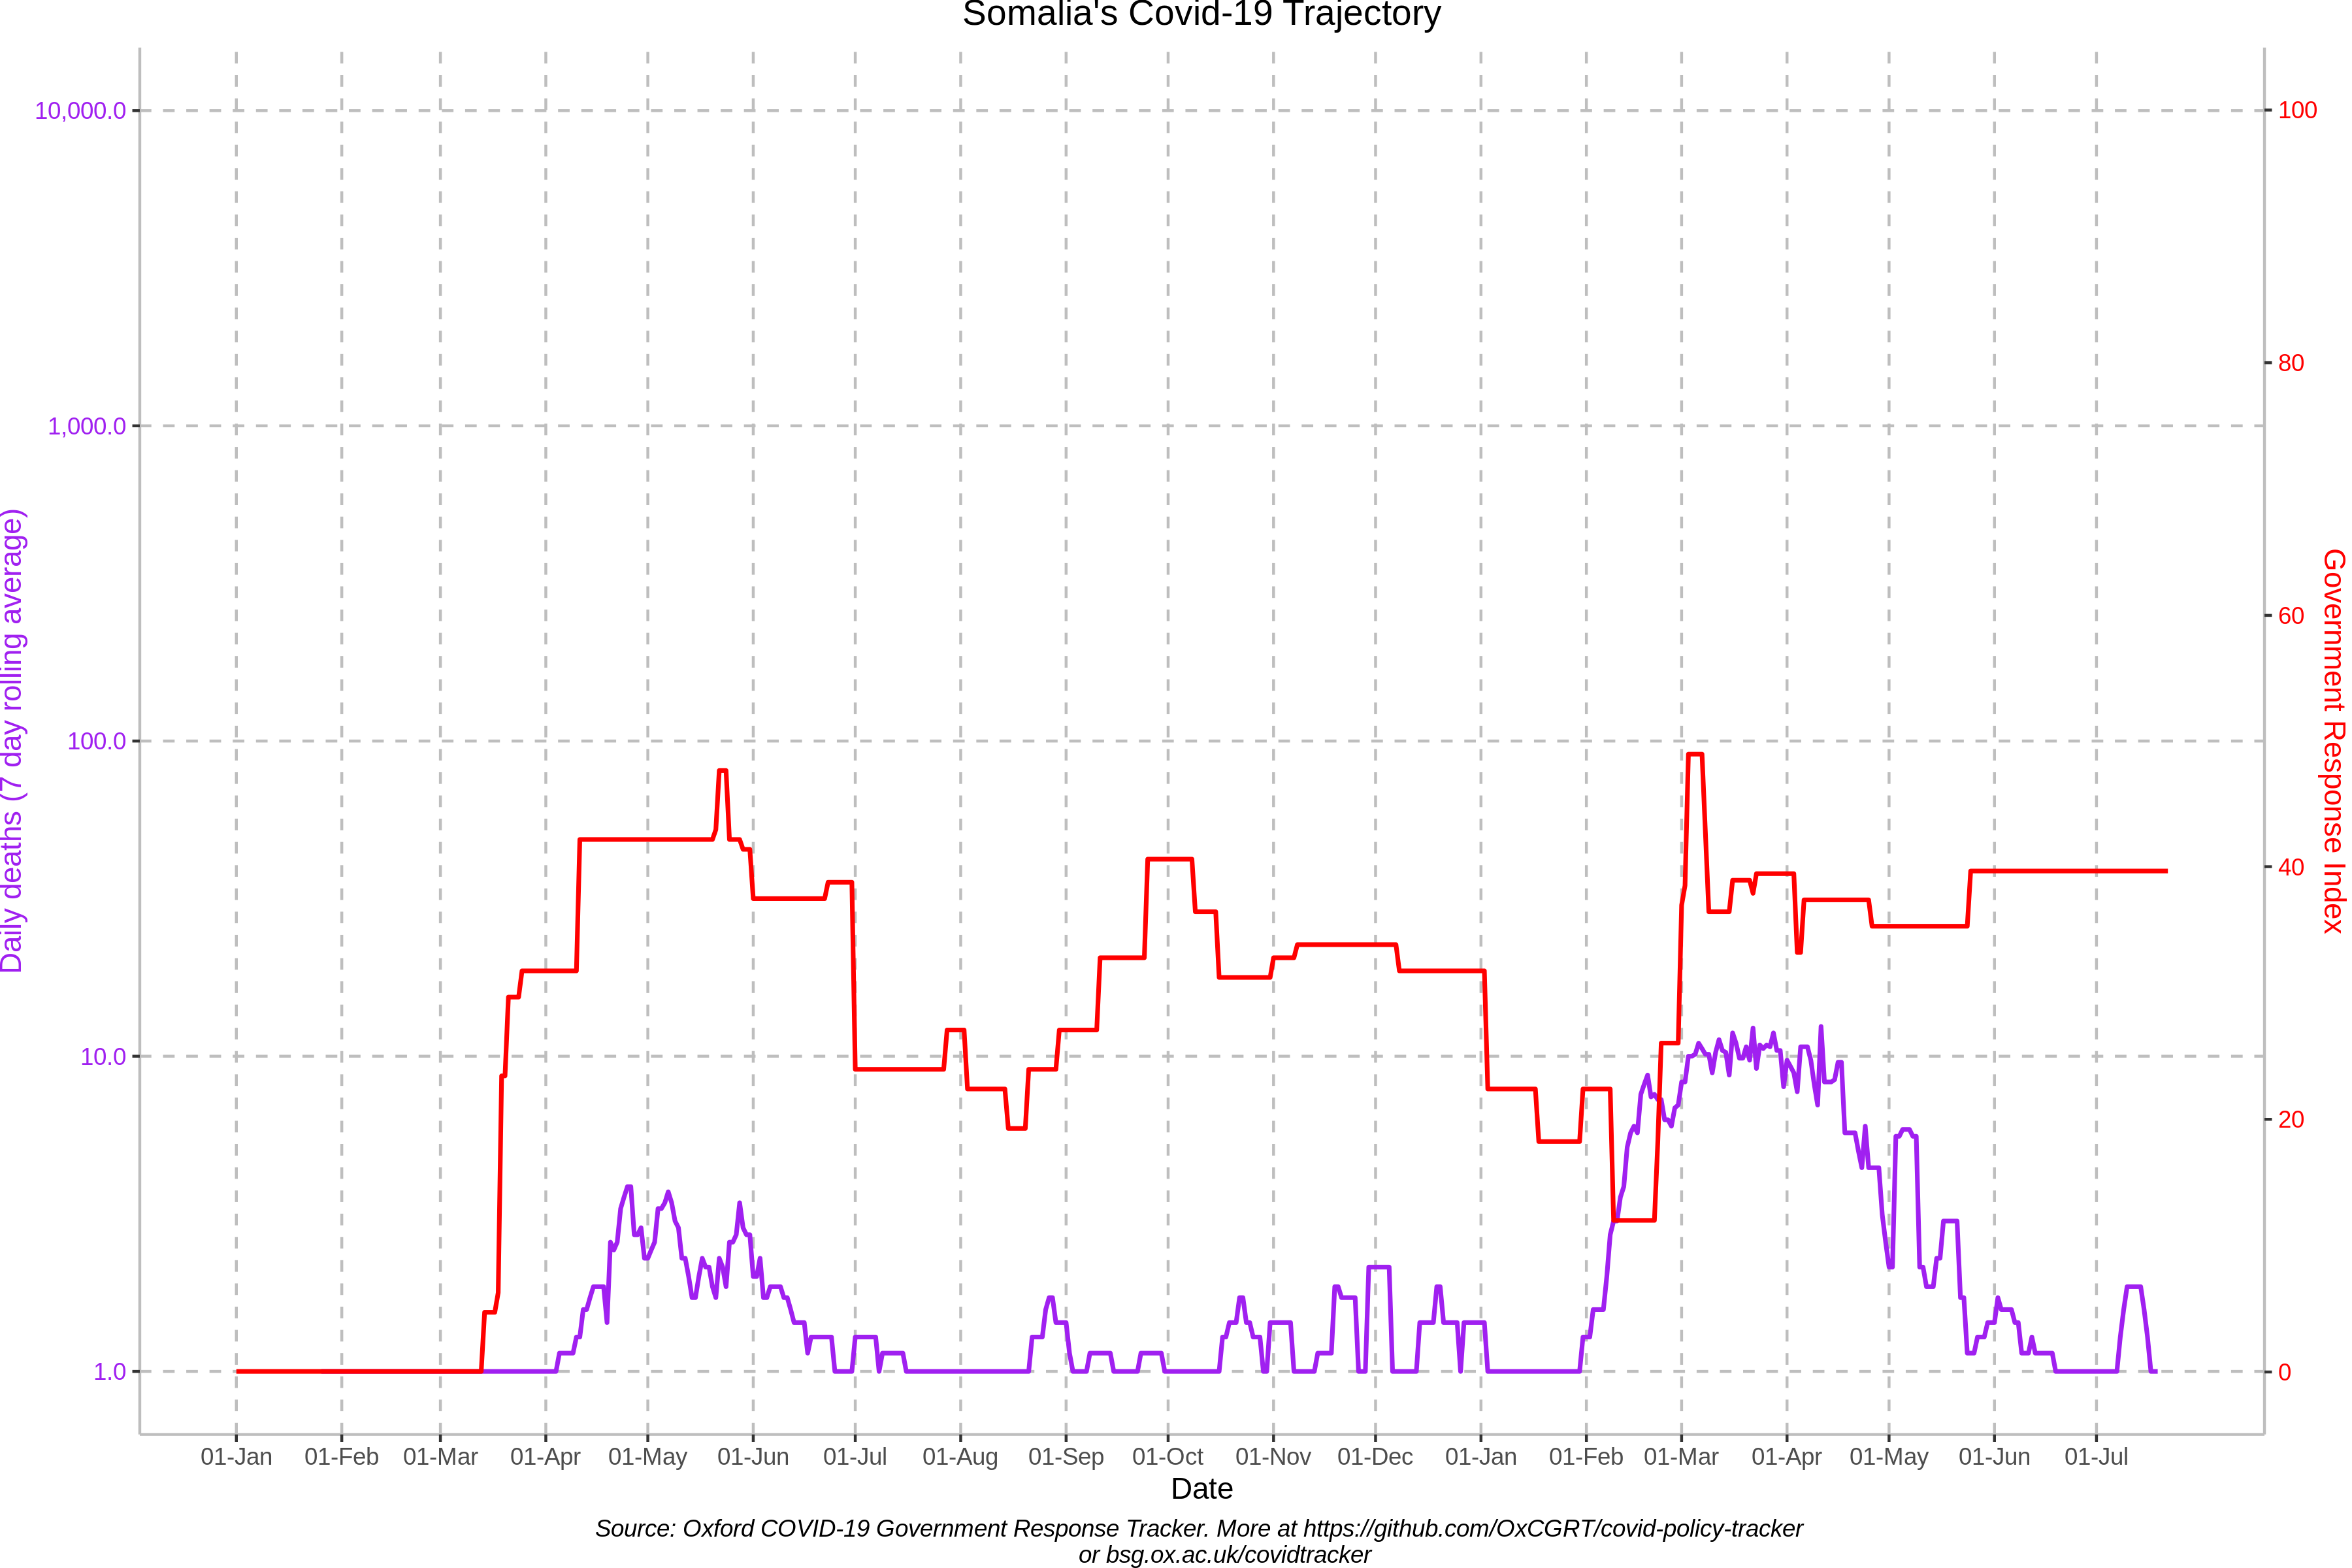 Somalia's Covid-19 Trajectory
10,000.0
1,000.0
100.0
10.0
1.0
Daily deaths (7 day rolling average)
100
80
60
40
20
0
Government Response Index
01-Jan 01-Feb 01-Mar 01-Apr 01-May 01-Jun 01-Jul 01-Aug 01-Sep 01-Oct 01-Nov 01-Dec 01-Jan 01-Feb 01-Mar 01-Apr 01-May 01-Jun 01-Jul
Date
Source: Oxford COVID-19 Government Response Tracker. More at https://github.com/OxCGRT/covid-policy-tracker
or bsg.ox.ac.uk/covidtracker